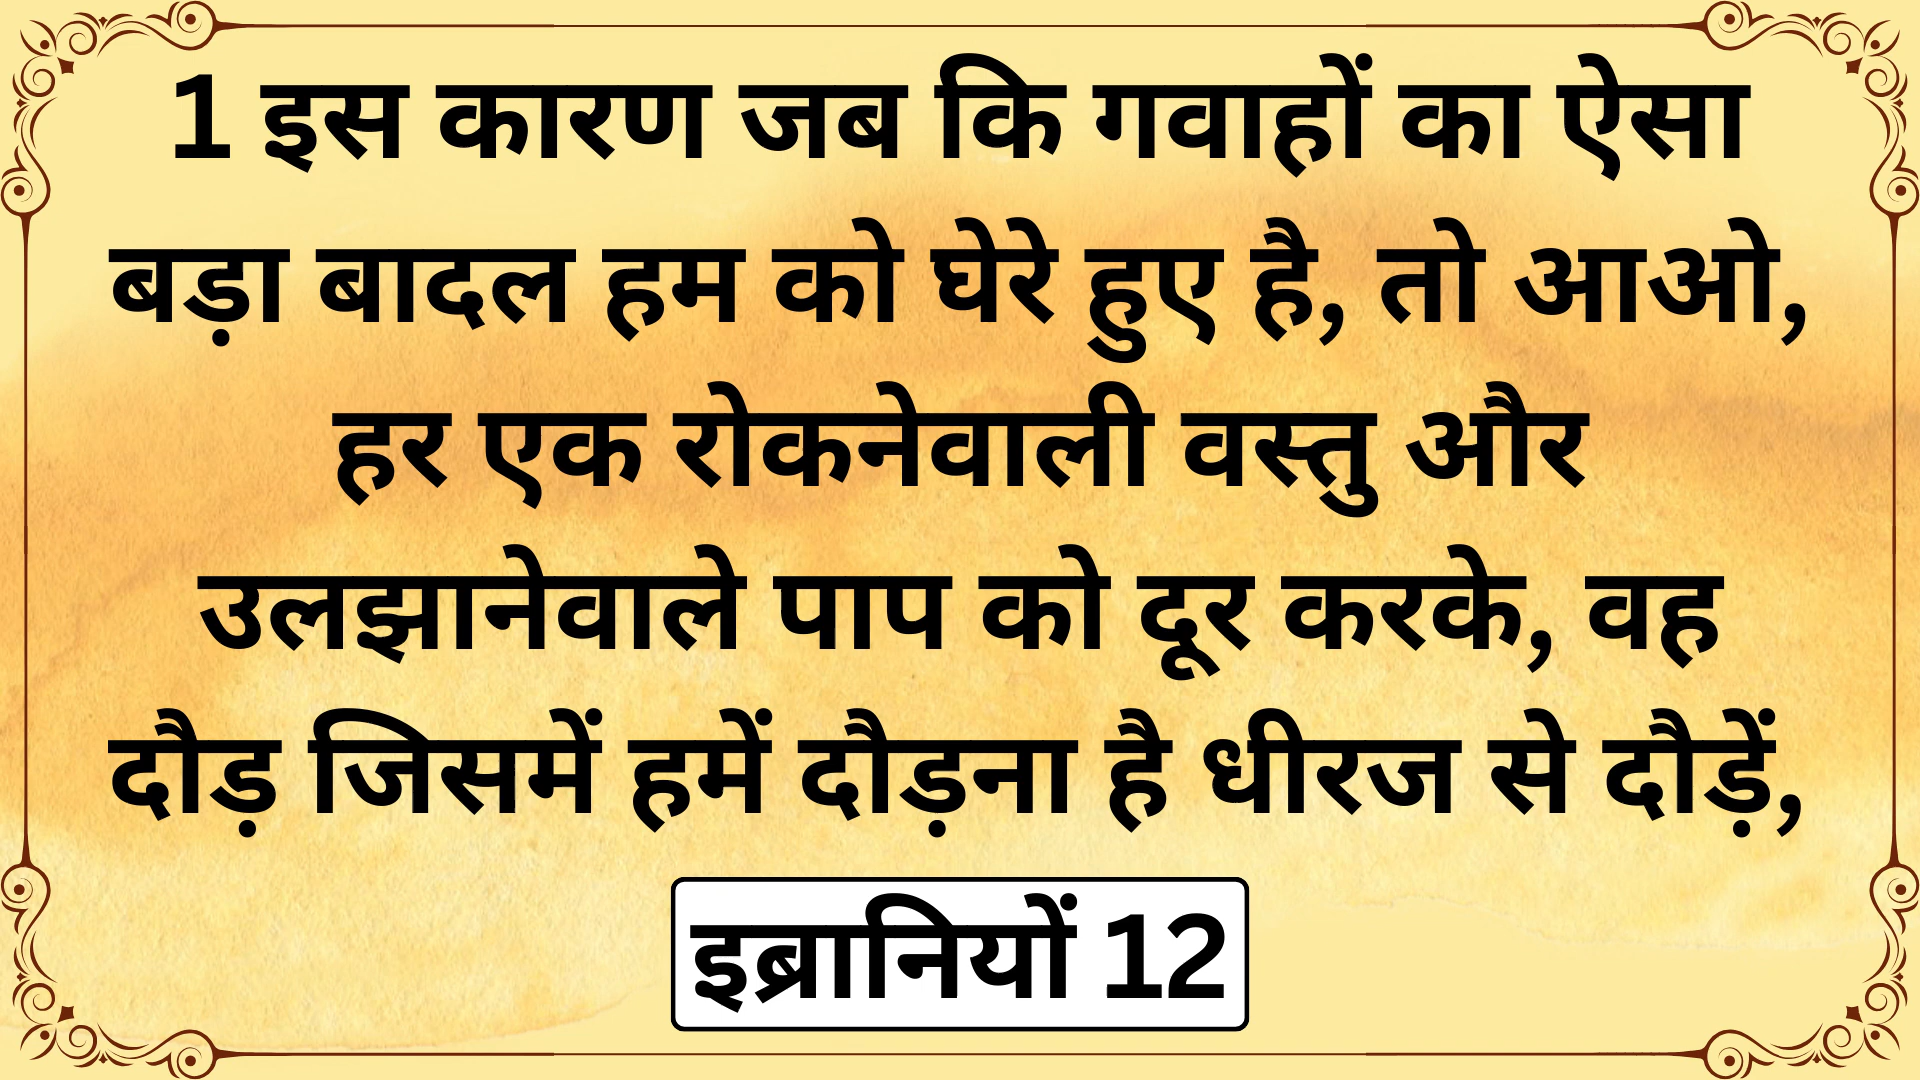 1 इस कारण जब कि गवाहों का ऐसा
बड़ा बादल हम को घेरे हुए है, तो आओ,
हर एक रोकनेवाली वस्तु और
उलझानेवाले पाप को दूर करके, वह
दौड़ जिसमें हमें दौड़ना है धीरज से दौड़ें,
इब्रानियों 12